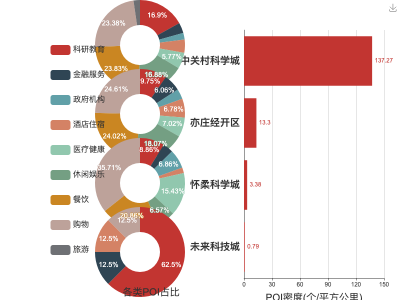 科研教育
金融服务
政府机构
酒店住宿
医疗健康
休闲娱乐
餐饮
购物
旅游
16.9%
5.77%
23.83%
23.38%
9.75%
6.06%
6.78%
7.02%
16.88%
24.02%
24.61%
8.86%
6.86%
15.43%
6.57%
18.07%
20.86%
35.71%
62.5%
12.5%
12.5%
12.5%
各类POI占比
中关村科学城
亦庄经开区
怀柔科学城
未来科技城
137.27
13.3
3.38
0.79
0
30
60
90
120
150
POI密度(个/平方公里)